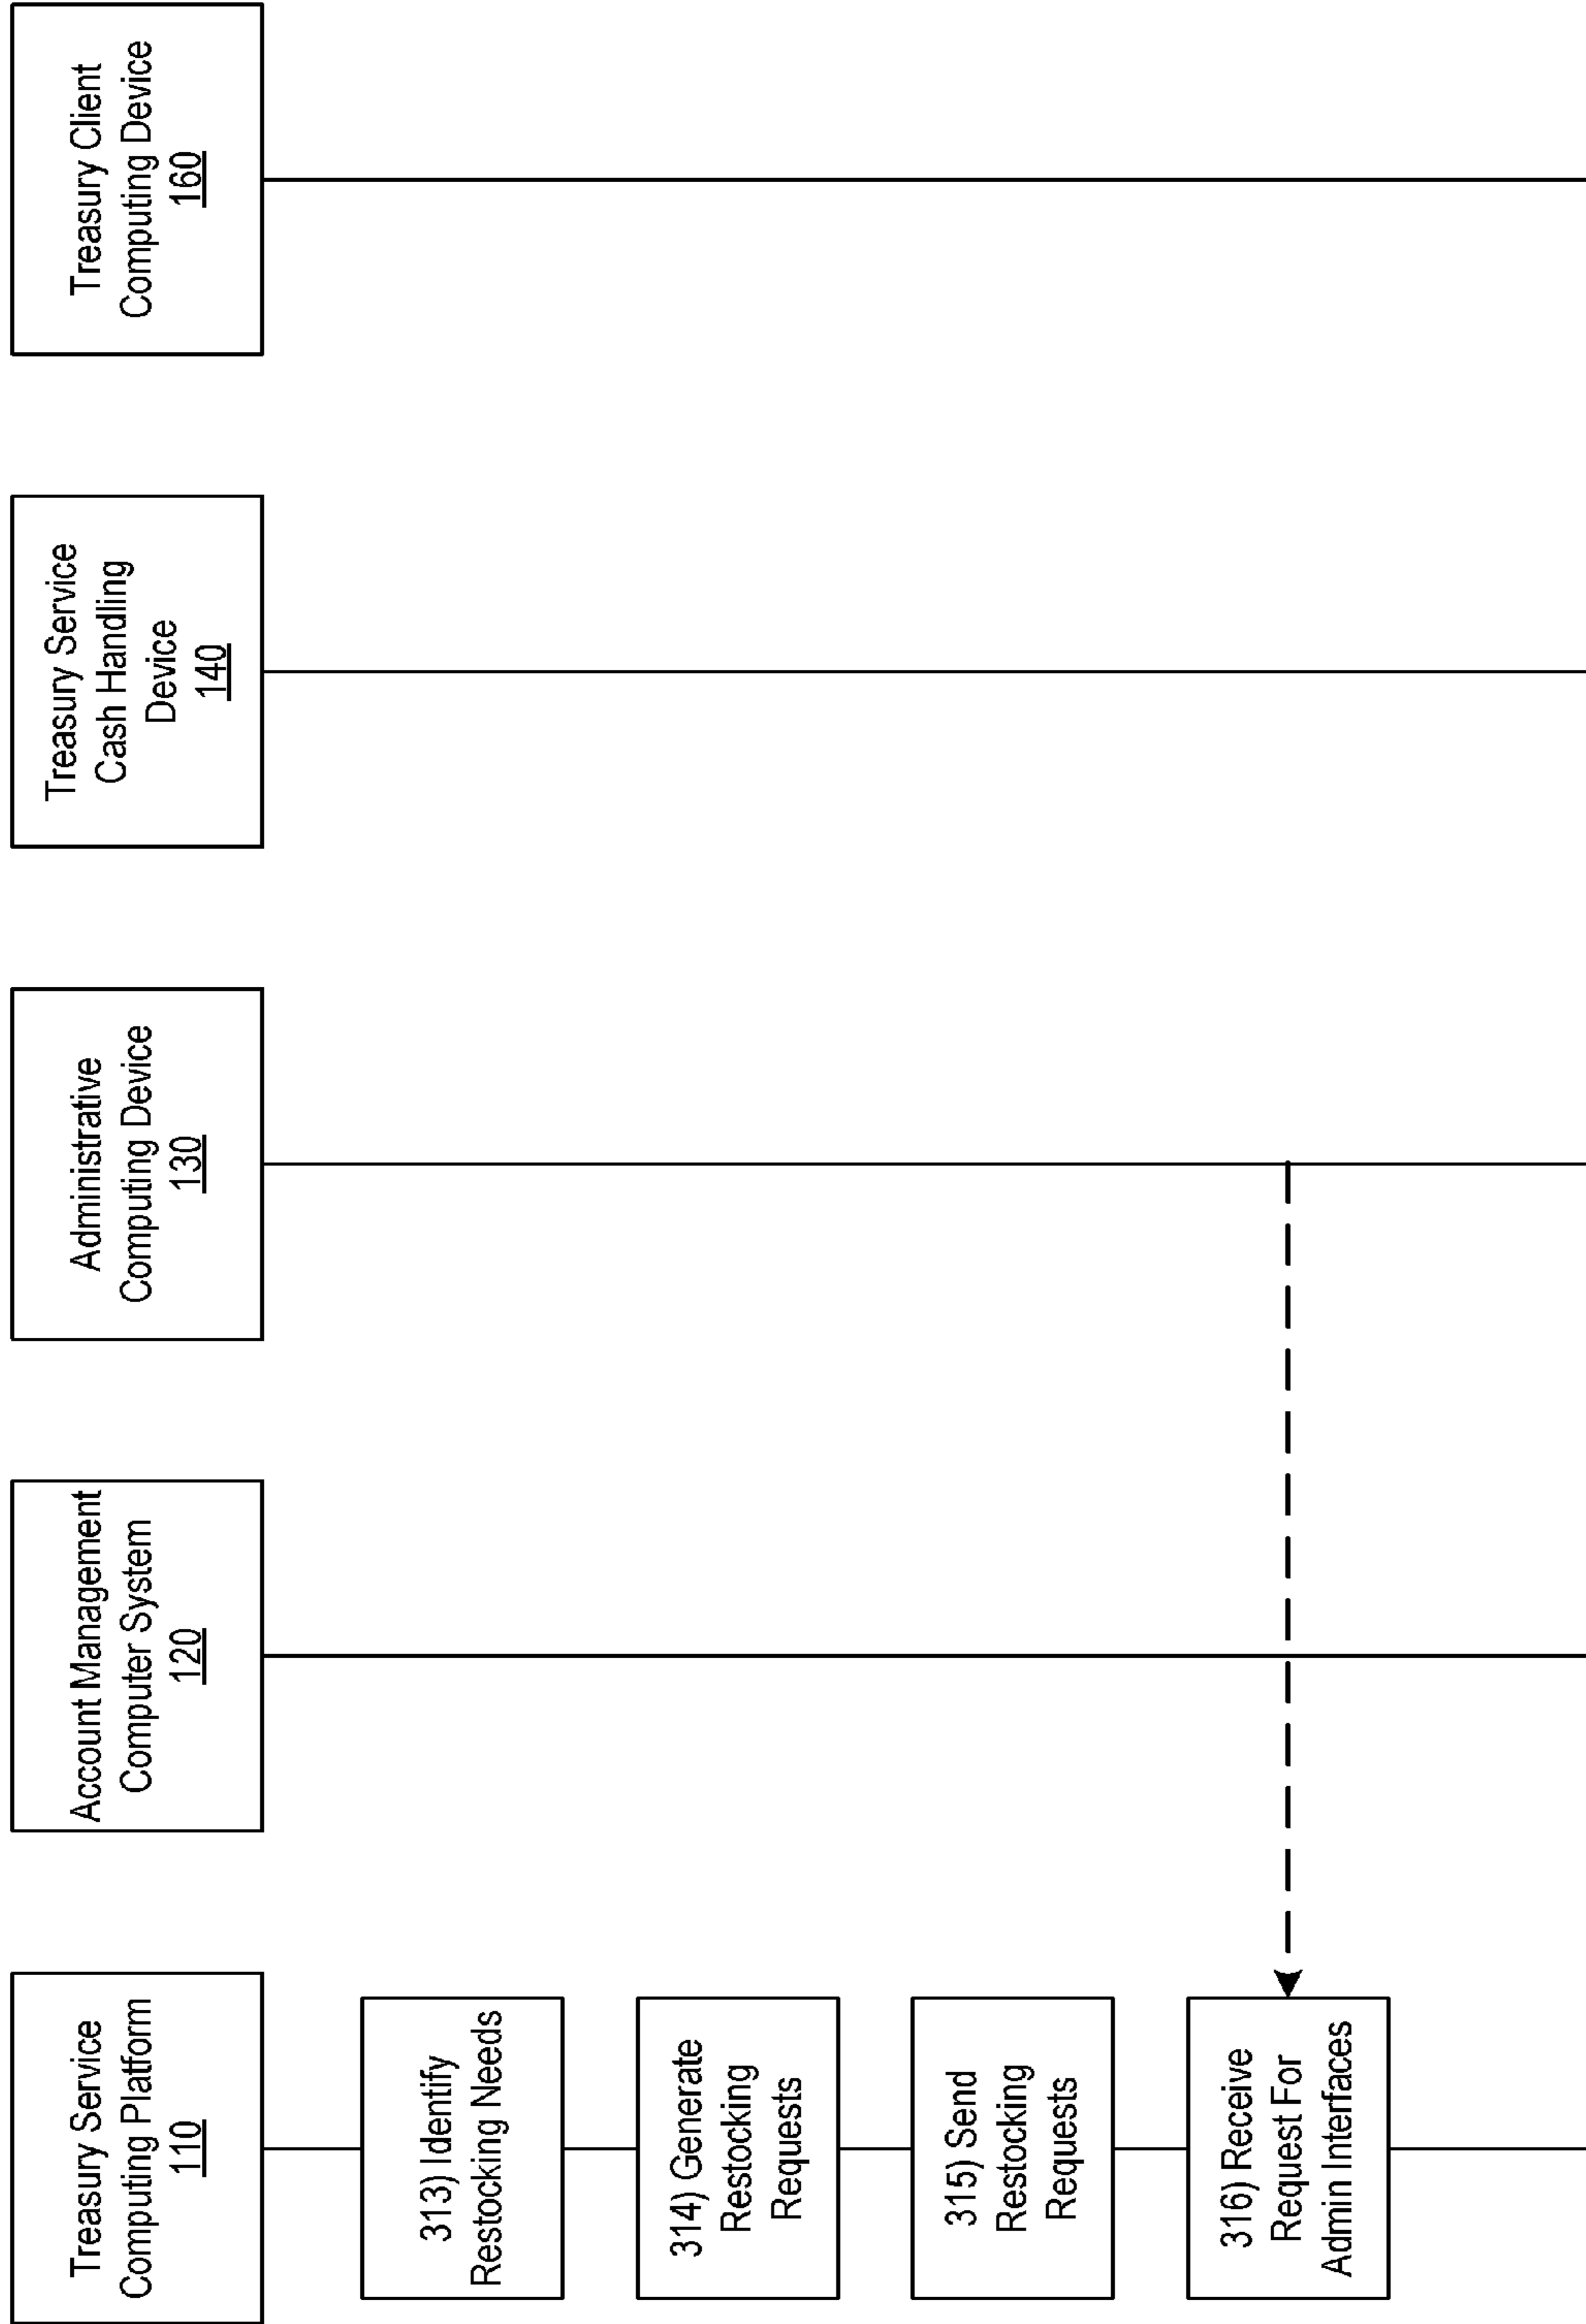 Treasury Service
Computing Platform
110
Account Management
Computer System
120
Administrative
Computing Device
130
Treasury Service
Cash Handling
Device
140
Treasury Client
Computing Device
160
313) Identify
Restocking Needs
314) Generate
Restocking
Requests
315) Send
Restocking
Requests
316) Receive
Request For
Admin Interfaces